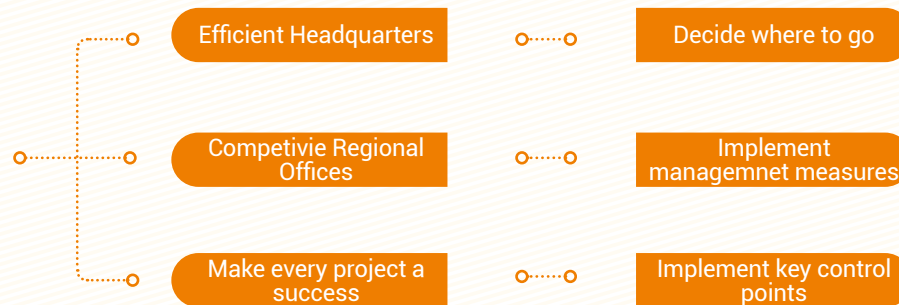 Efficient Headquarters
Decide where to go
Competivie Regional
Offices
Implement
managemnet measures
Make every project a
success
Implement key control
points